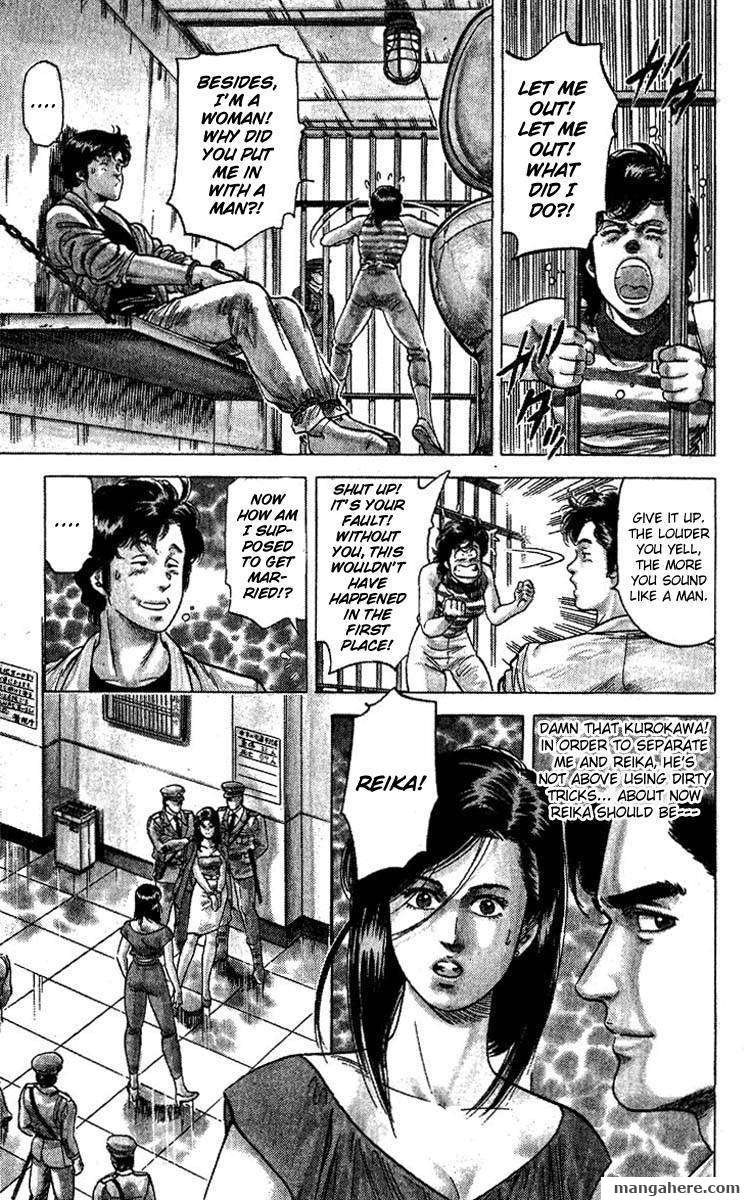 LET ME
OUT!
LET ME
OUT!
WHAT
DID I
DO?!
ガタ
ガタ
BESIDES,
I'M A
WOMAN!
WHY DID
YOU PUT
ME IN
WITH A
MAN?!
....
GIVE IT UP.
THE LOUDER
YOU YELL,
THE MORE
YOU SOUND
LIKE A MAN.
SHUT UP!
IT'S YOUR
FAULT!
WITHOUT
YOU, THIS
WOULDN'T
HAVE
HAPPENED
IN THE
FIRST
PLACE!
NOW
HOW AM
I SUP-
POSED
TO GET
MAR-
RIED!?
....
DAMN THAT KUROKAWA!
IN ORDER TO SEPARATE
ME AND REIKA, HE'S
NOT ABOVE USING DIRTY
TRICKS... ABOUT NOW
REIKA SHOULD BE---
REIKA!
mangahere.com